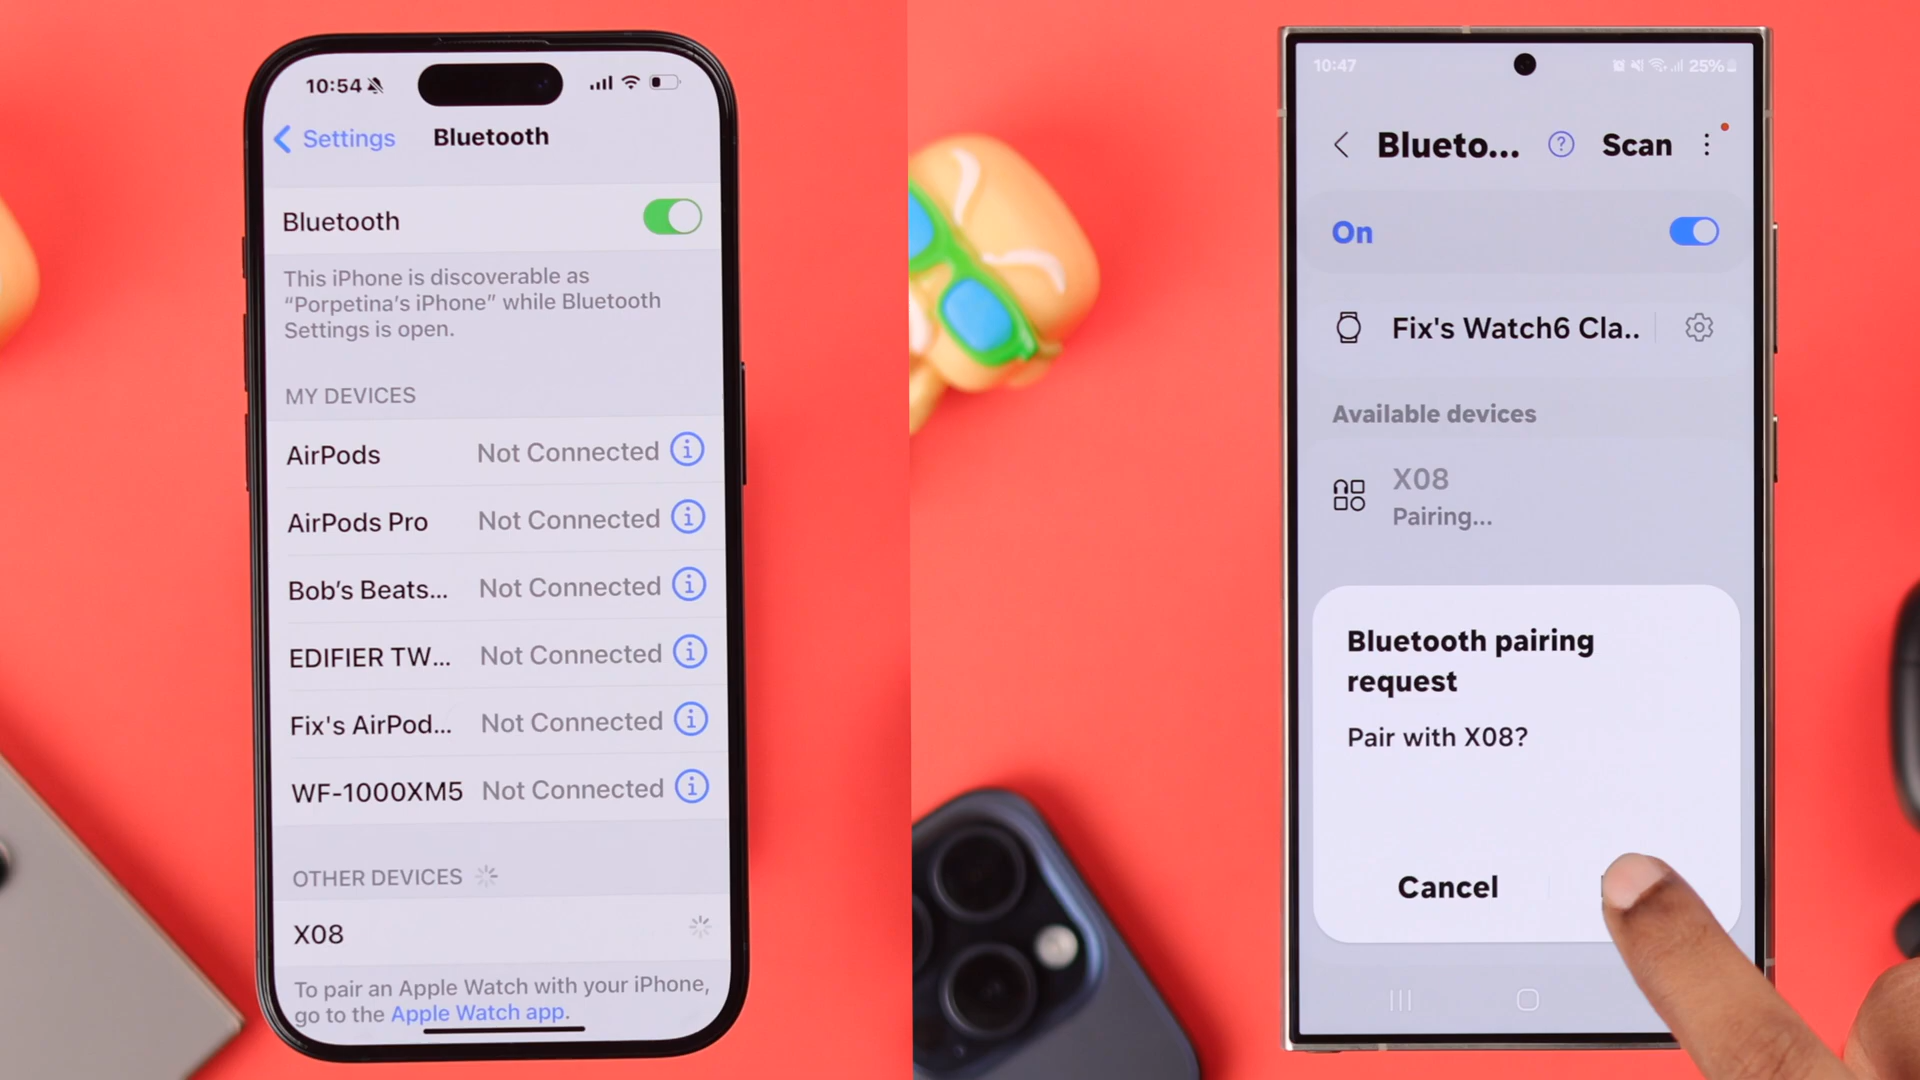 10:54
Settings
Bluetooth
Bluetooth
This iPhone is discoverable as
“Porpetina’s iPhone” while Bluetooth
Settings is open.
MY DEVICES
AirPods Not Connected
AirPods Pro Not Connected
Bob’s Beats... Not Connected
EDIFIER TW... Not Connected
Fix's AirPod... Not Connected
WF-1000XM5 Not Connected
OTHER DEVICES
X08
To pair an Apple Watch with your iPhone,
go to the Apple Watch app.
10:47 25%
Blueto... ? Scan
On
Fix's Watch6 Cla..
Available devices
X08
Pairing...
Bluetooth pairing
request
Pair with X08?
Cancel